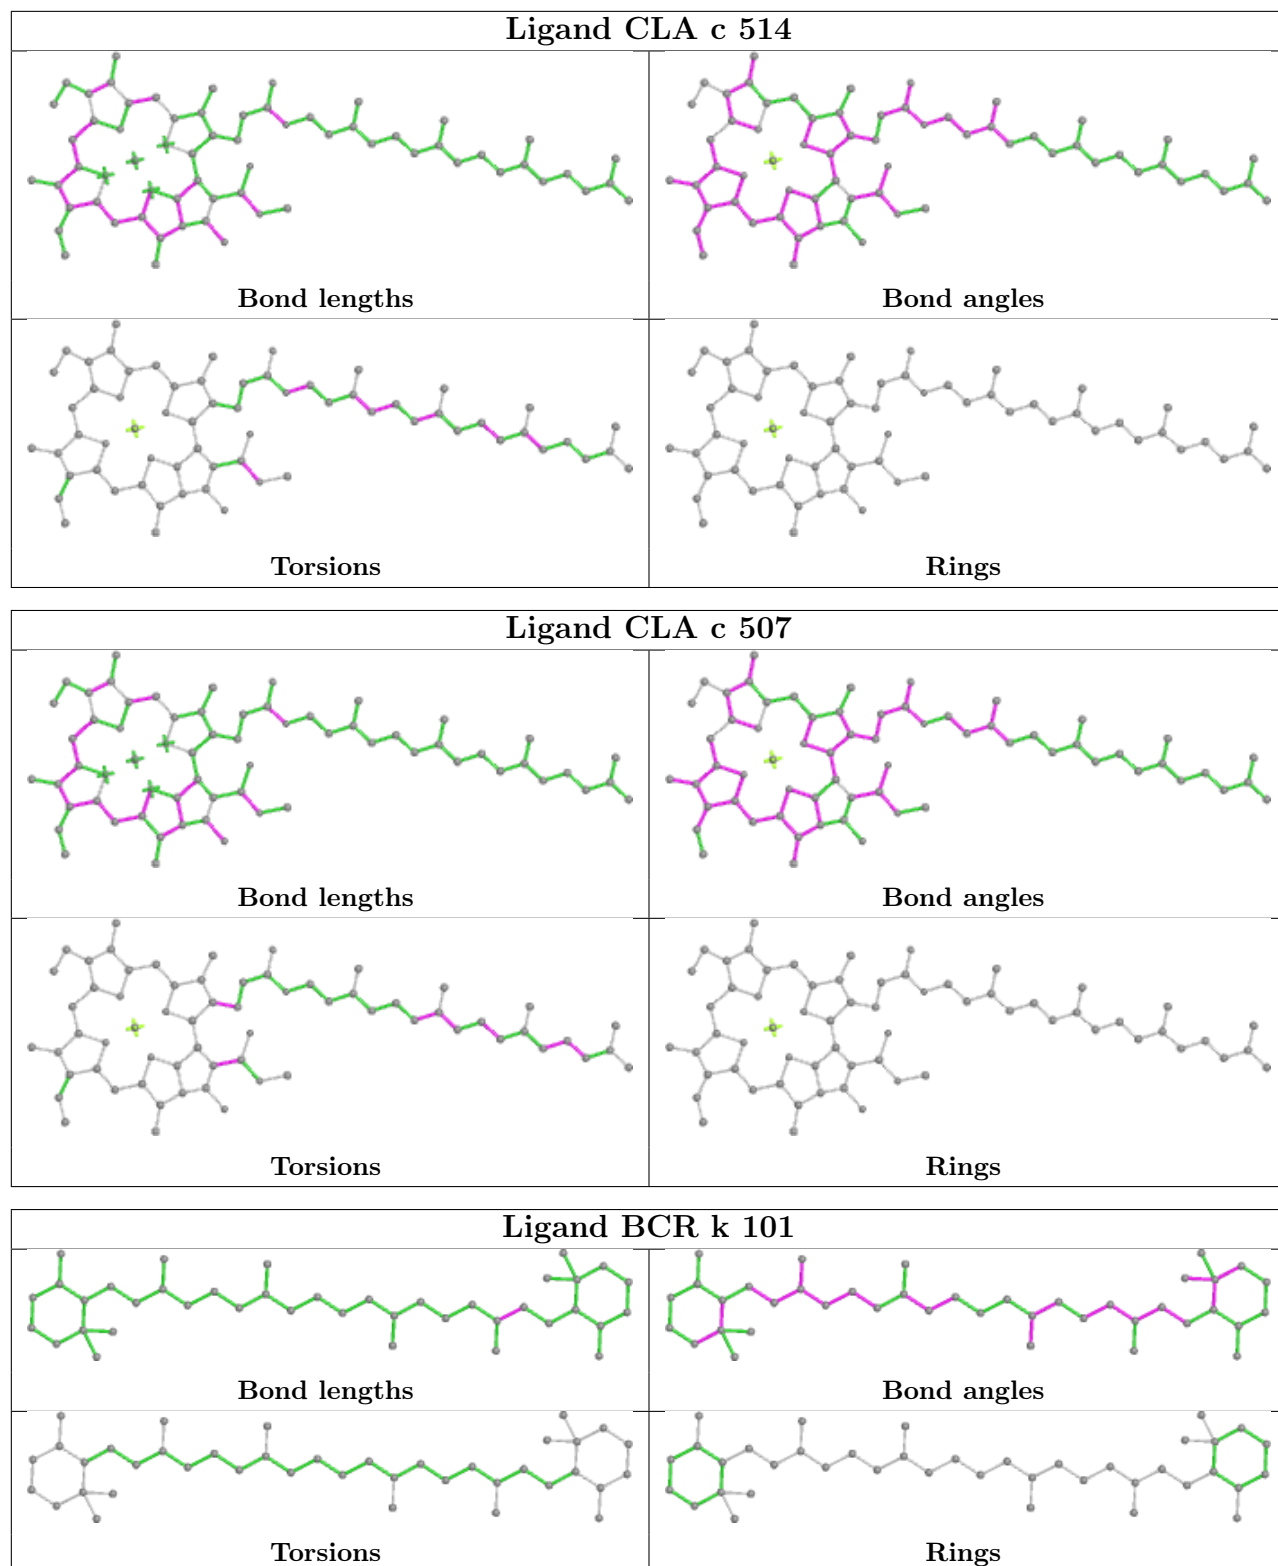 Ligand CLA c 514
Bond lengths
Bond angles
Torsions
Rings
Ligand CLA c 507
Bond lengths
Bond angles
Torsions
Rings
Ligand BCR k 101
Bond lengths
Bond angles
Torsions
Rings